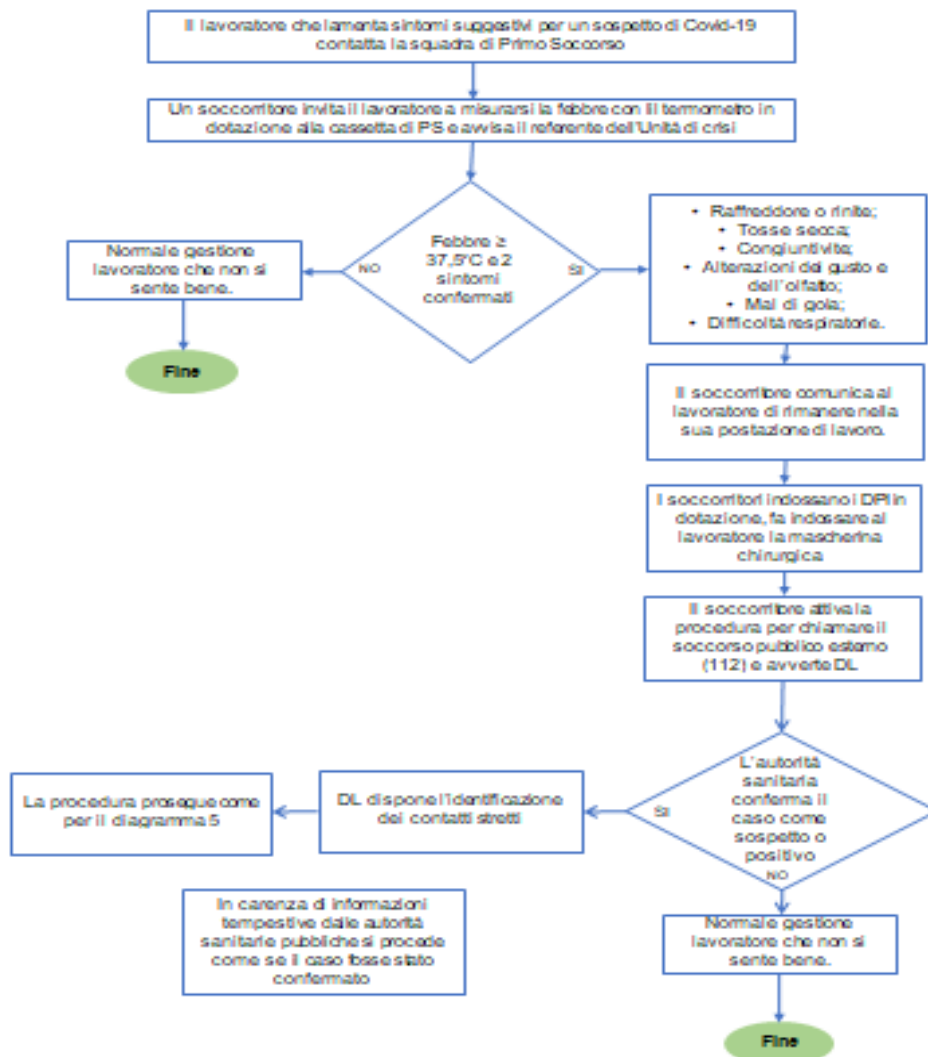 Il lavoratore che lamenta sintomi suggestivi per un sospetto di Covid-19
contatta la squadra di Primo Soccorso
Un soccorritore invita il lavoratore a misurarsi la febbre con il termometro in
dotazione alla cassetta di PS e avvisa il referente dell'Unità di crisi
Febbre ≥
37,5°C e 2
sintomi
confermati
NO
SI
Normale gestione
lavoratore che non si
sente bene.
Fine
• Raffreddore o rinite;
• Tosse secca;
• Congiuntivite;
• Alterazioni del gusto e
dell'olfatto;
• Mal di gola;
• Difficoltà respiratorie.
Il soccorritore comunica al
lavoratore di rimanere nella
sua postazione di lavoro.
I soccorritori indossano i DPI in
dotazione, fa indossare al
lavoratore la mascherina
chirurgica
Il soccorritore attiva la
procedura per chiamare il
soccorso pubblico esterno
(112) e avverte DL
L'autorità
sanitaria
conferma il
caso come
sospetto o
positivo
SI
NO
DL dispone l'identificazione
dei contatti stretti
La procedura prosegue come
per il diagramma 5
In carenza di informazioni
tempestive dalle autorità
sanitarie pubbliche si procede
come se il caso fosse stato
confermato
Normale gestione
lavoratore che non si
sente bene.
Fine